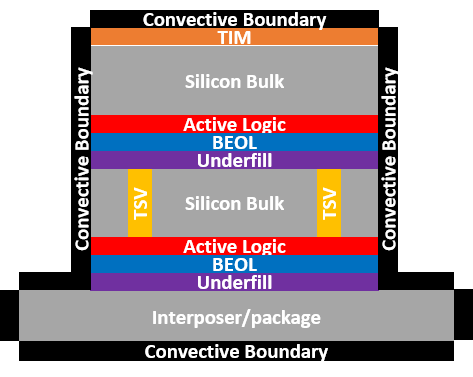 Convective Boundary
TIM
Silicon Bulk
Active Logic
BEOL
Underfill
TSV
Silicon Bulk
TSV
Active Logic
BEOL
Underfill
Convective Boundary
Convective Boundary
Interposer/package
Convective Boundary